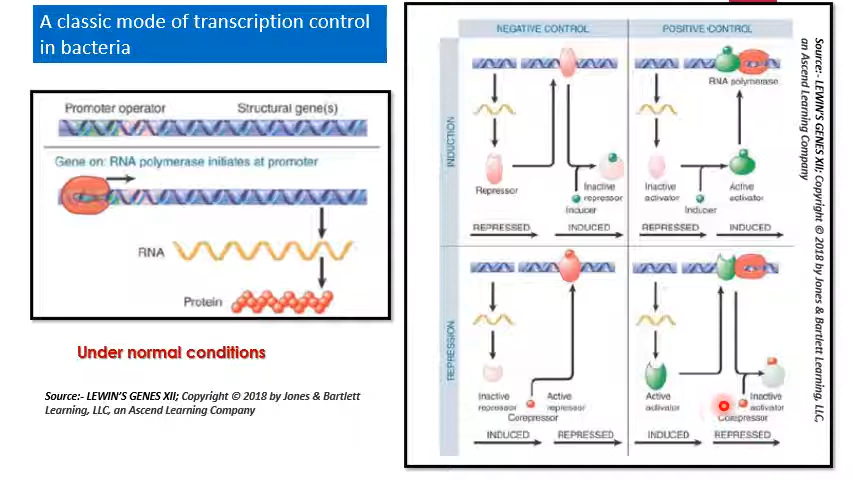 A classic mode of transcription control
in bacteria
Promoter operator Structural gene(s)
Gene on: RNA polymerase initiates at promoter
RNA
Protein
Under normal conditions
Source:- LEWIN'S GENES XII; Copyright © 2018 by Jones & Bartlett
Learning, LLC, an Ascend Learning Company
NEGATIVE CONTROL POSITIVE CONTROL
INDUCTION
RNA polymerase
Repressor
Inactive
repressor
Inducer
REPRESSED INDUCED
Inactive
activator
Active
activator
Inducer
REPRESSED INDUCED
REPRESSION
Inactive
repressor
Active
repressor
Corepressor
INDUCED REPRESSED
Active
activator
Inactive
activator
Corepressor
INDUCED REPRESSED
Source:- LEWIN'S GENES XII; Copyright © 2018 by Jones & Bartlett Learning, LLC,
an Ascend Learning Company